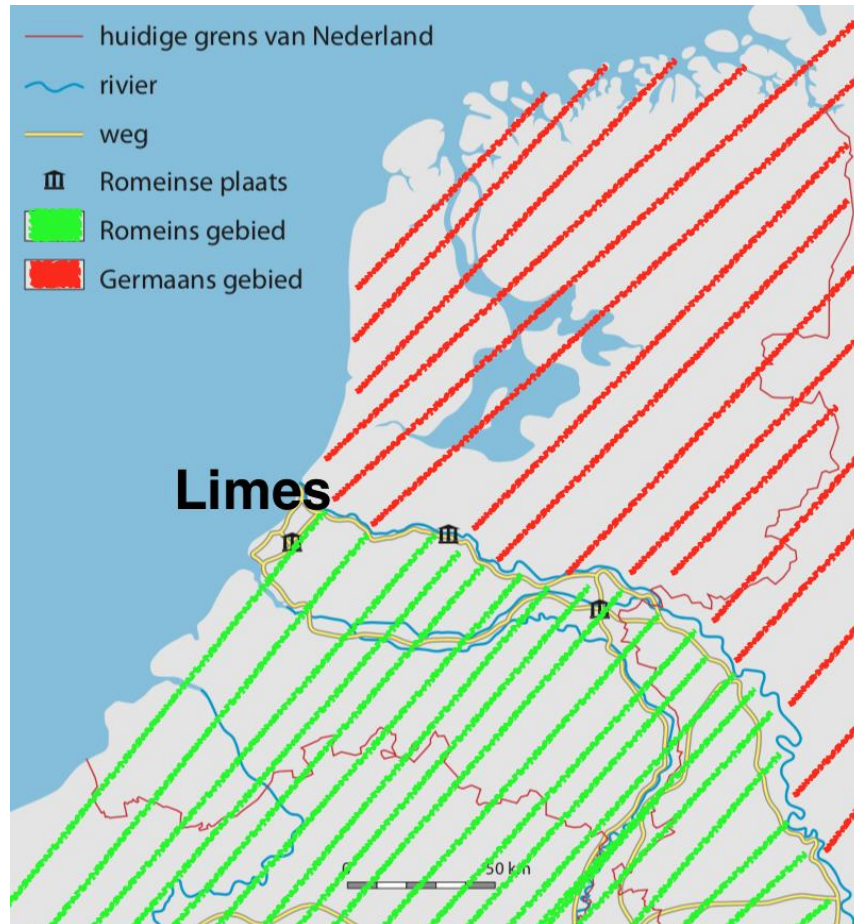 huidige grens van Nederland
rivier
weg
Romeinse plaats
Romeins gebied
Germaans gebied
Limes
0 50 km